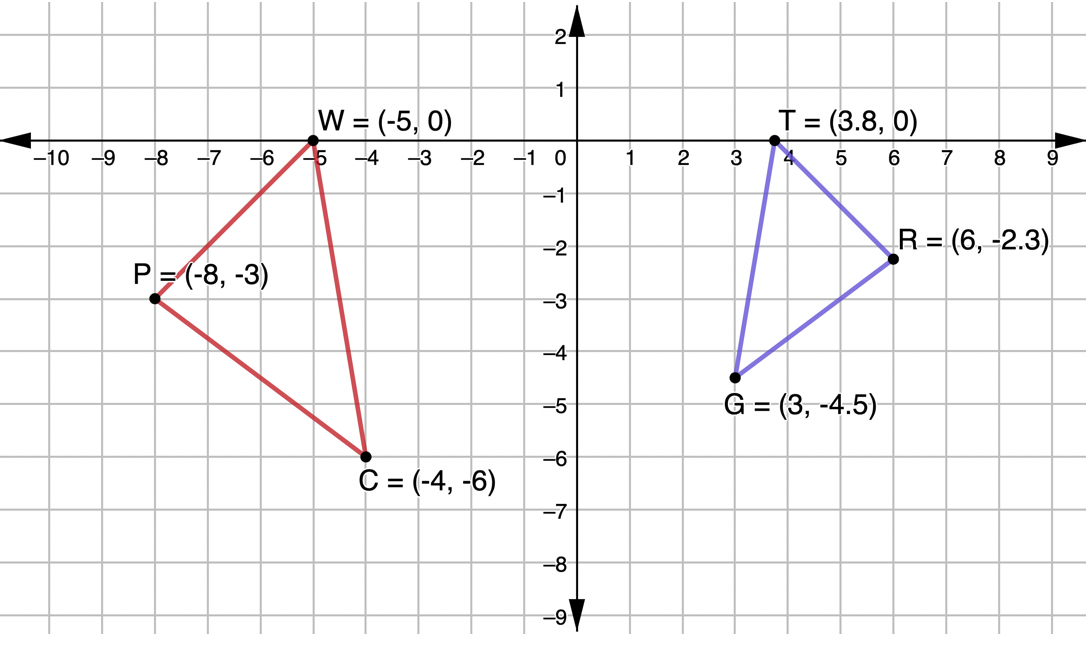 2
1
W = (-5, 0)
T = (3.8, 0)
–10 –9 –8 –7 –6 –5 –4 –3 –2 –1 0 1 2 3 4 5 6 7 8 9
–1
–2
R = (6, -2.3)
P = (-8, -3)
–3
–4
–5
G = (3, -4.5)
–6
C = (-4, -6)
–7
–8
–9